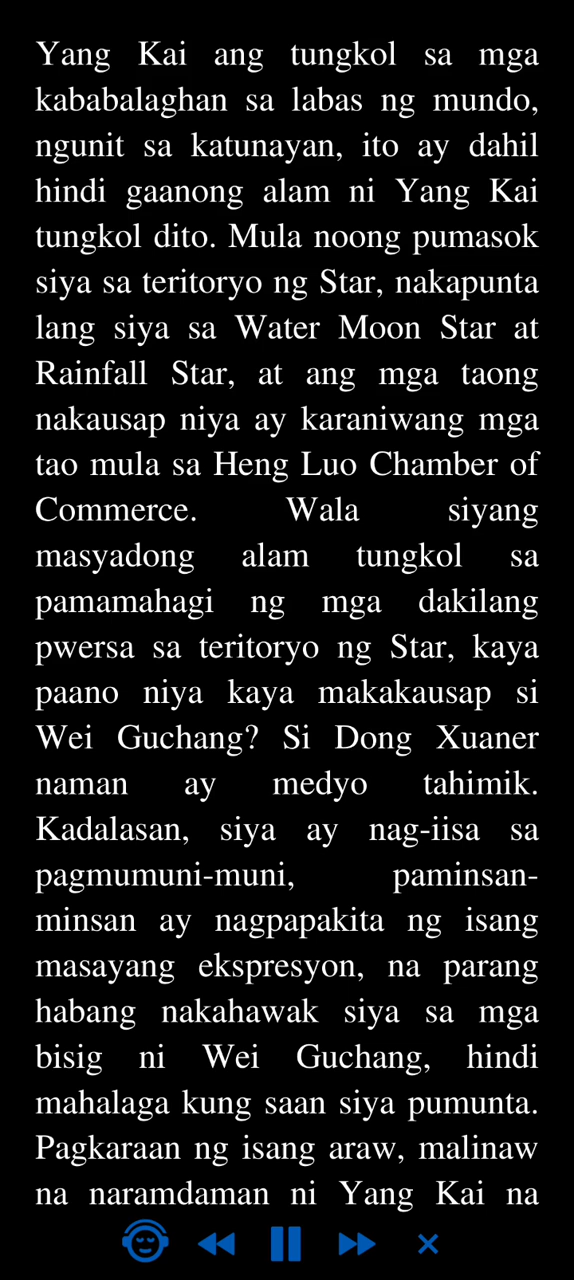 Yang Kai ang tungkol sa mga
kababalaghan sa labas ng mundo,
ngunit sa katunayan, ito ay dahil
hindi gaanong alam ni Yang Kai
tungkol dito. Mula noong pumasok
siya sa teritoryo ng Star, nakapunta
lang siya sa Water Moon Star at
Rainfall Star, at ang mga taong
nakausap niya ay karaniwang mga
tao mula sa Heng Luo Chamber of
Commerce. Wala siyang
masyadong alam tungkol sa
pamamahagi ng mga dakilang
pwersa sa teritoryo ng Star, kaya
paano niya kaya makakausap si
Wei Guchang? Si Dong Xuaner
naman ay medyo tahimik.
Kadalasan, siya ay nag-iisa sa
pagmumuni-muni, paminsan-
minsan ay nagpapakita ng isang
masayang ekspresyon, na parang
habang nakahawak siya sa mga
bisig ni Wei Guchang, hindi
mahalaga kung saan siya pumunta.
Pagkaraan ng isang araw, malinaw
na naramdaman ni Yang Kai na